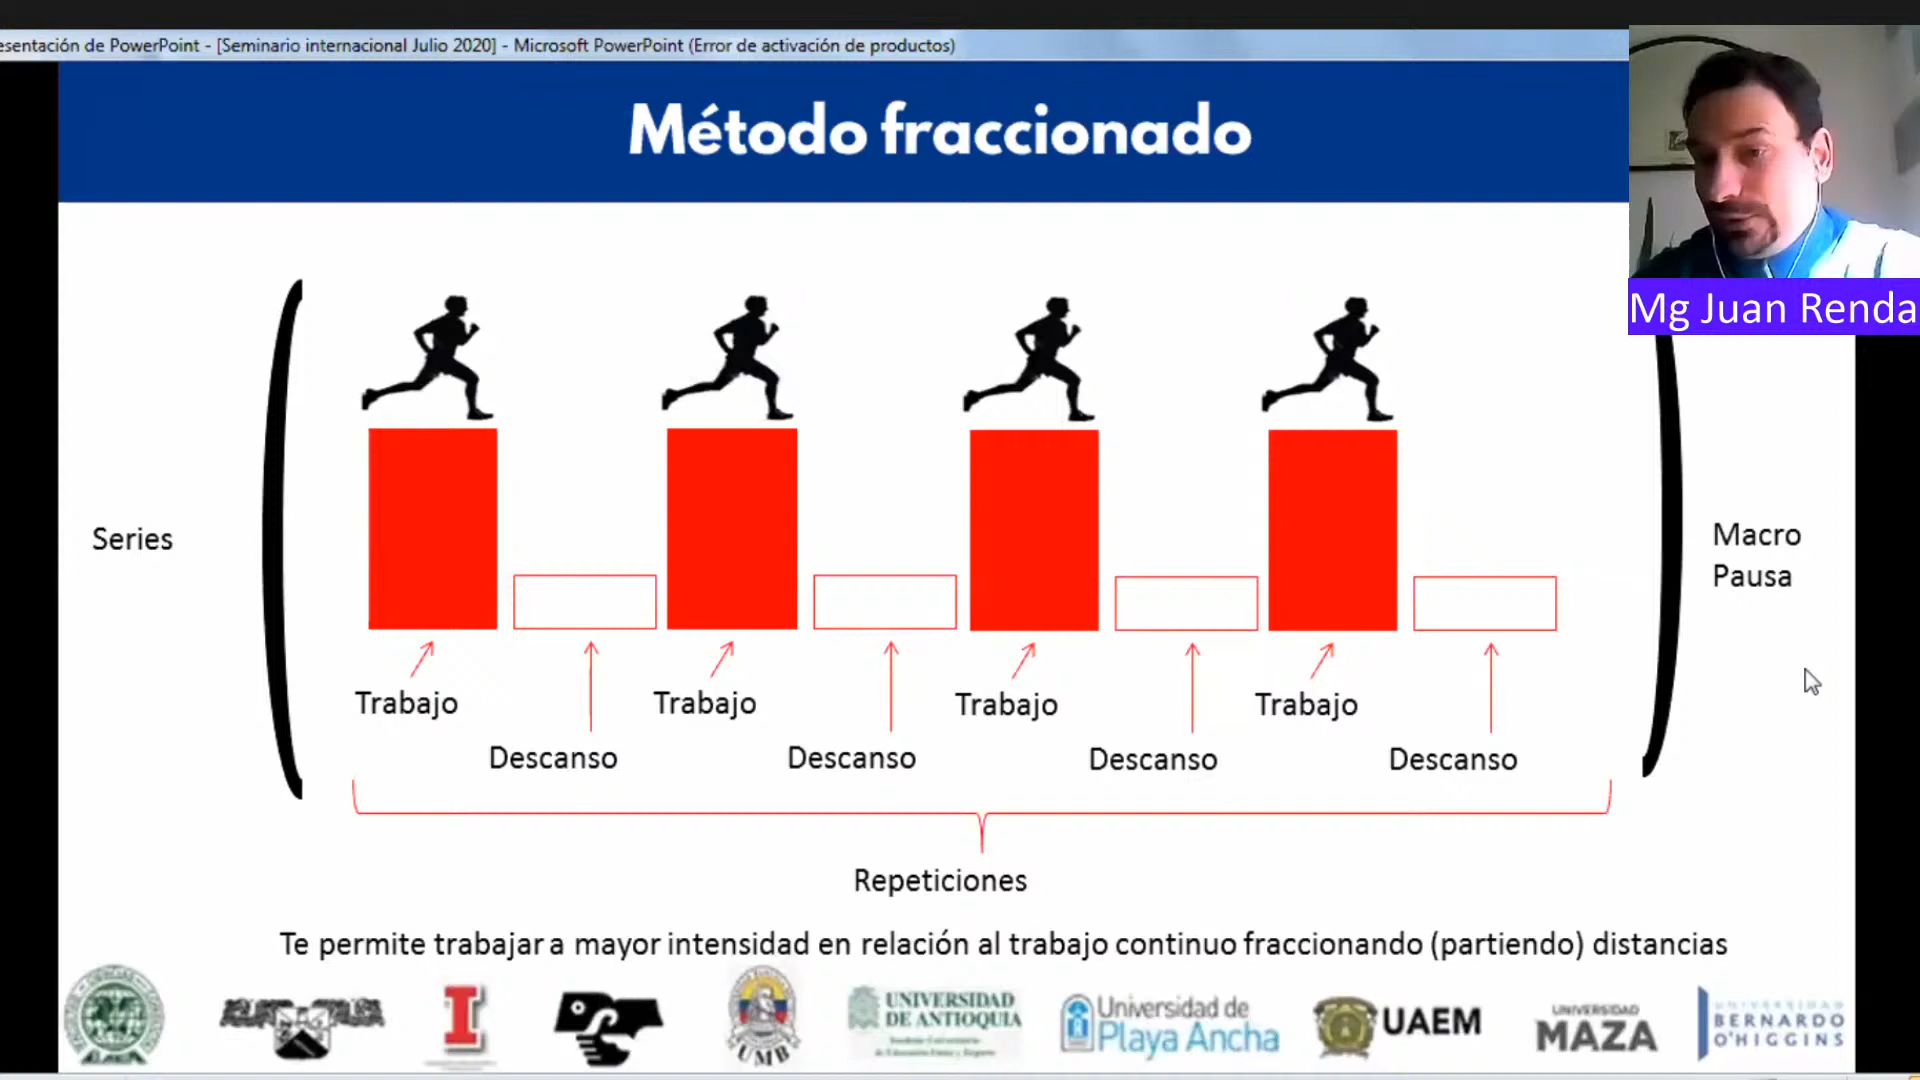 esentación de PowerPoint - [Seminario internacional Julio 2020] - Microsoft PowerPoint (Error de activación de productos)
Método fraccionado
Mg Juan Renda
Series
Macro
Pausa
Trabajo
Trabajo
Trabajo
Trabajo
Descanso
Descanso
Descanso
Descanso
Repeticiones
Te permite trabajar a mayor intensidad en relación al trabajo continuo fraccionando (partiendo) distancias
I
UMB
UNIVERSIDAD
DE ANTIOQUIA
Universidad de
Playa Ancha
UAEM
UNIVERSIDAD
MAZA
UNIVERSIDAD
BERNARDO
O'HIGGINS